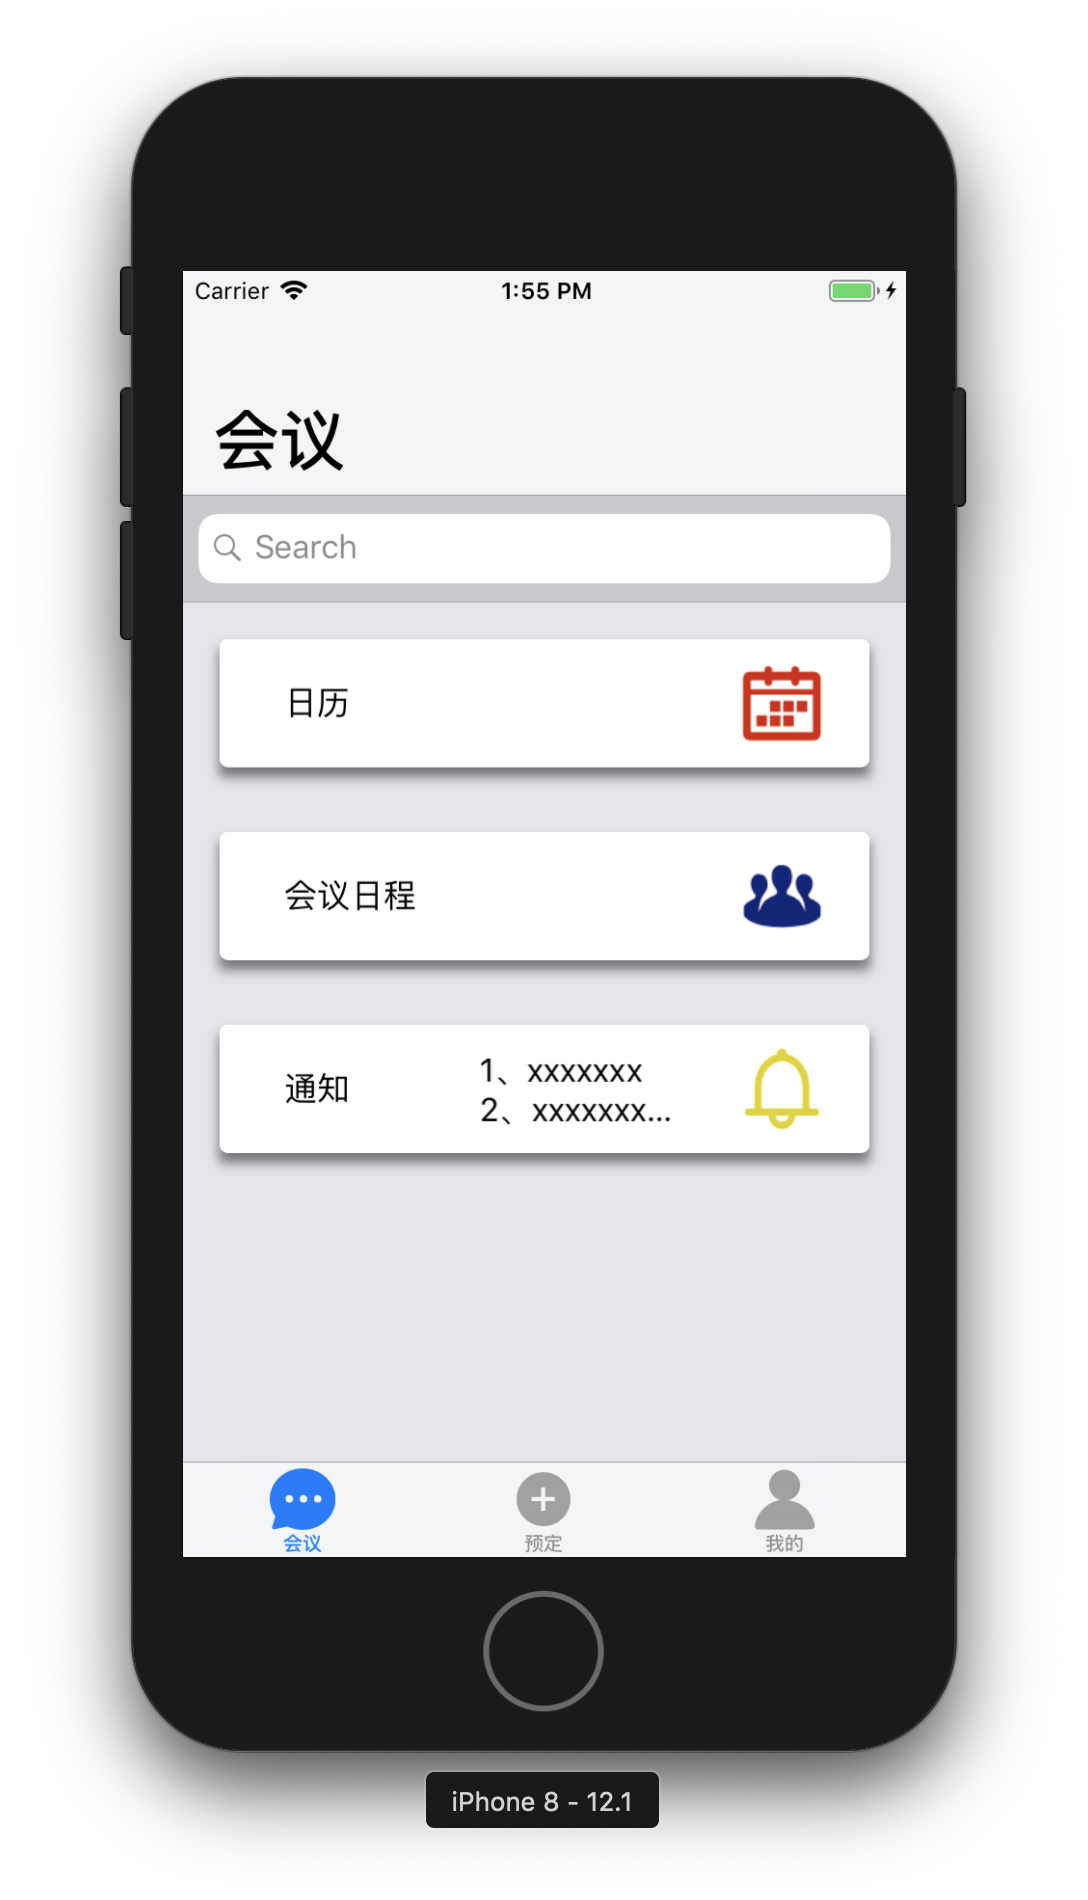 Carrier 1:55 PM
会议
Search
日历
会议日程
通知
1、xxxxxxx
2、xxxxxxx...
会议 预定 我的
iPhone 8 - 12.1